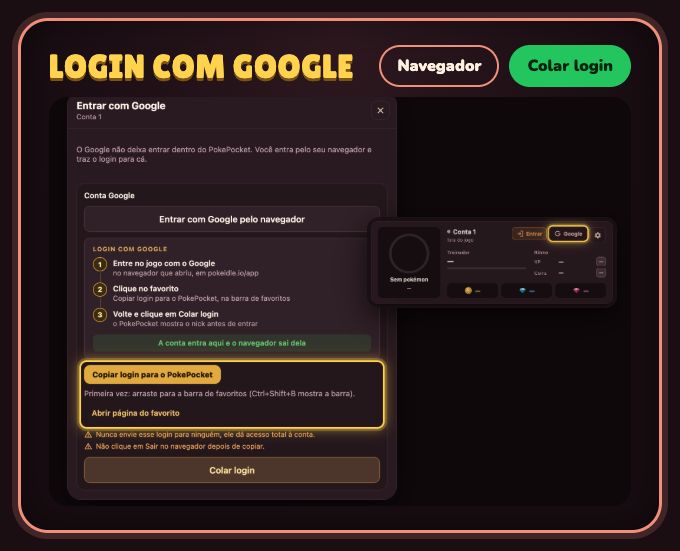 LOGIN COM GOOGLE
Navegador
Colar login
Entrar com Google
Conta 1
O Google não deixa entrar dentro do PokePocket. Você entra pelo seu navegador e
traz o login para cá.
Conta Google
Entrar com Google pelo navegador
LOGIN COM GOOGLE
1 Entre no jogo com o Google
no navegador que abriu, em pokeidle.io/app
2 Clique no favorito
Copiar login para o PokePocket, na barra de favoritos
3 Volte e clique em Colar login
o PokePocket mostra o nick antes de entrar
A conta entra aqui e o navegador sai dela
Copiar login para o PokePocket
Primeira vez: arraste para a barra de favoritos (Ctrl+Shift+B mostra a barra).
Abrir página do favorito
Nunca envie esse login para ninguém, ele dá acesso total à conta.
Não clique em Sair no navegador depois de copiar.
Colar login
Conta 1
Entrar
G Google
Sem pokémon
Treinador
Ritmo
XP